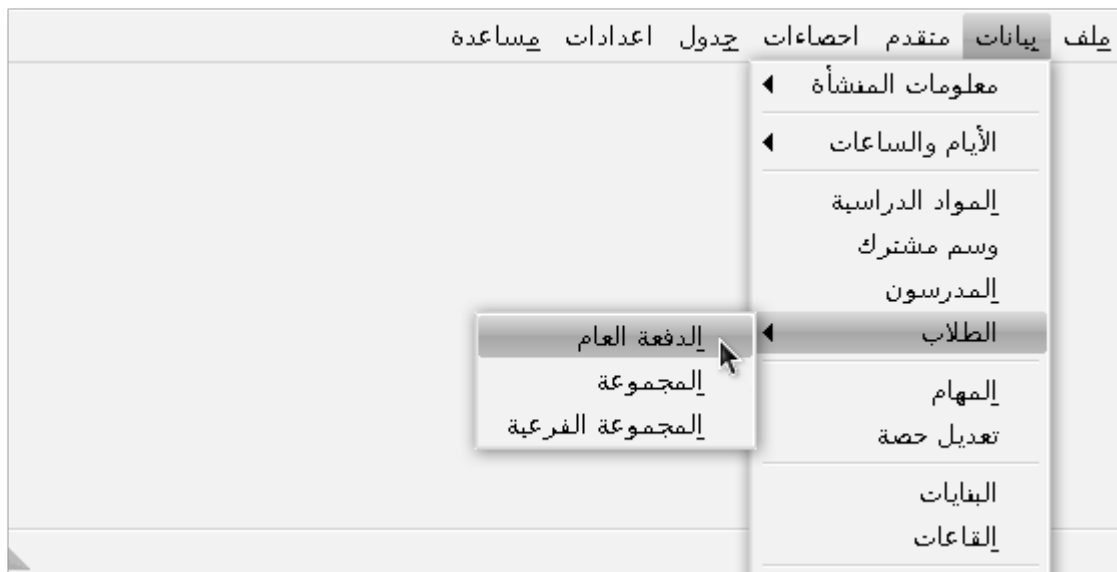 ملف بيانات متقدم احصاءات جدول اعدادات مساعدة
معلومات المنشأة
الأيام والساعات
المواد الدراسية
وسم مشترك
المدرسون
الطلاب
الدفعة العام
المجموعة
المجموعة الفرعية
المهام
تعديل حصة
البنايات
القاعات